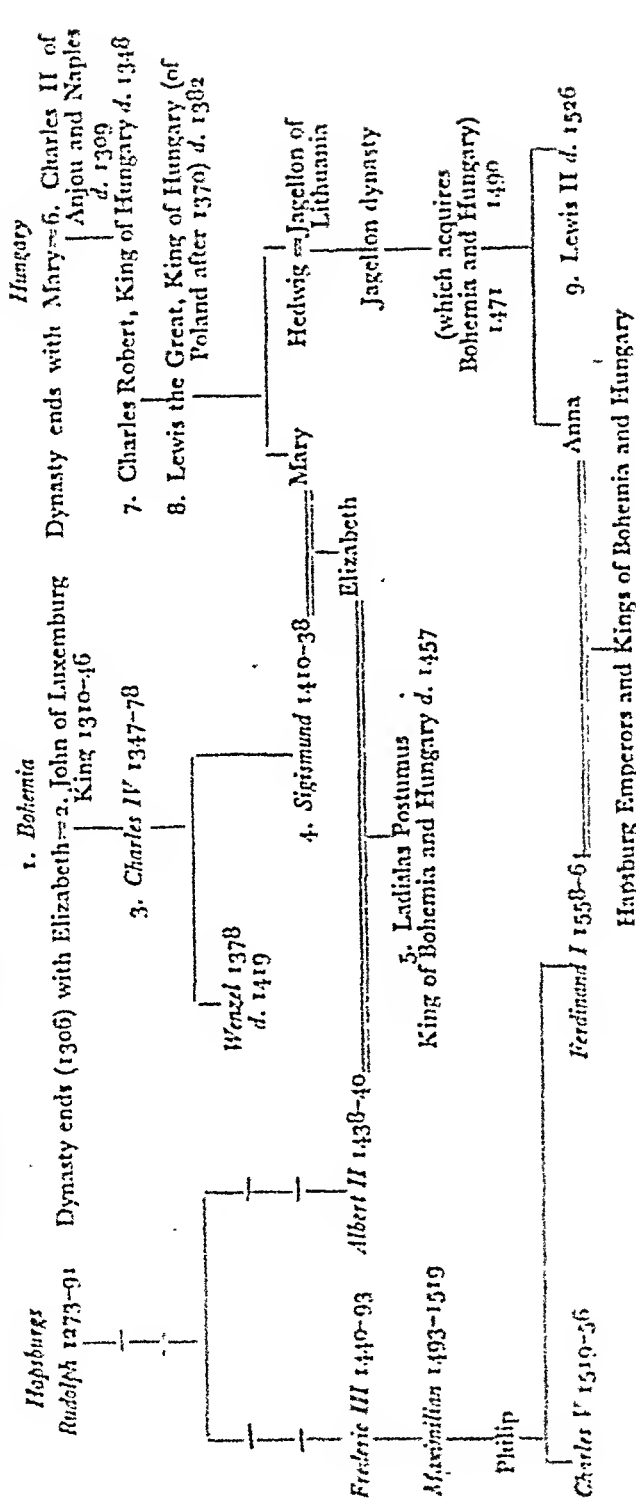 Hapsburgs
Rudolph 1273–91
1. Bohemia
Dynasty ends (1306) with Elizabeth=2. John of Luxemburg
King 1310–46
Hungary
Dynasty ends with Mary=6. Charles II of
Anjou and Naples
d. 1309
3. Charles IV 1347–78
7. Charles Robert, King of Hungary d. 1348
8. Lewis the Great, King of Hungary (of
Poland after 1370) d. 1382
Wenzel 1378
d. 1419
4. Sigismund 1410–38
Mary
Hedwig=Jagellon of
Lithuania
Frederic III 1440–93
Albert II 1438–40
Elizabeth
Jagellon dynasty
Maximilian 1493–1519
5. Ladislas Postumus
King of Bohemia and Hungary d. 1457
(which acquires
Bohemia and Hungary)
1471 1490
Philip
Charles V 1519–56
Ferdinand I 1558–64
Anna
9. Lewis II d. 1526
Hapsburg Emperors and Kings of Bohemia and Hungary